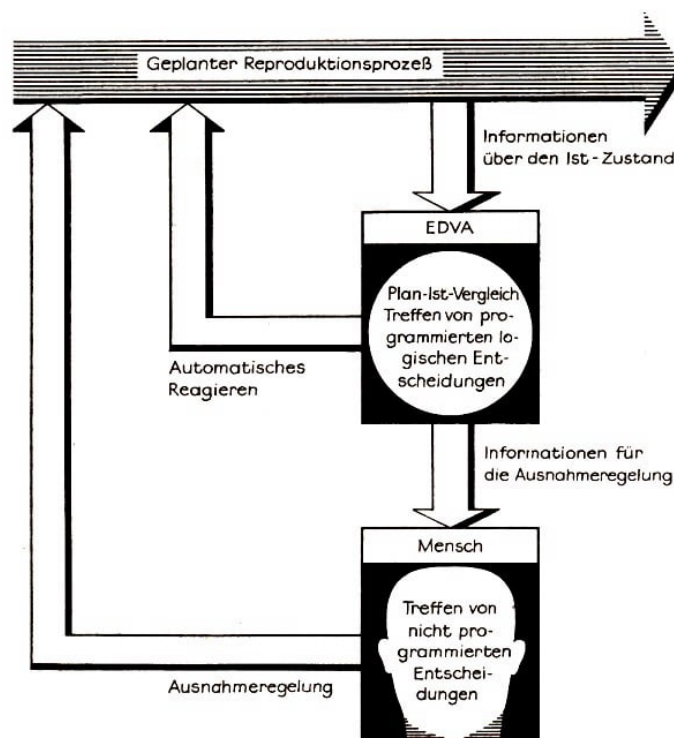 Geplanter Reproduktionsprozeß
Informationen
über den Ist-Zustand
EDVA
Plan-Ist-Vergleich
Treffen von pro-
grammierten lo-
gischen Ent-
scheidungen
Automatisches
Reagieren
Informationen für
die Ausnahmeregelung
Mensch
Treffen von
nicht pro-
grammierten
Entschei-
dungen
Ausnahmeregelung